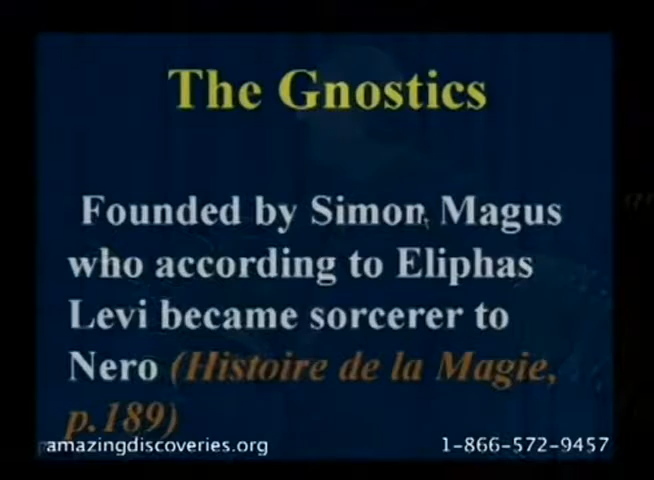 The Gnostics
Founded by Simon Magus
who according to Eliphas
Levi became sorcerer to
Nero (Histoire de la Magie,
p.189)
amazingdiscoveries.org 1-866-572-9457